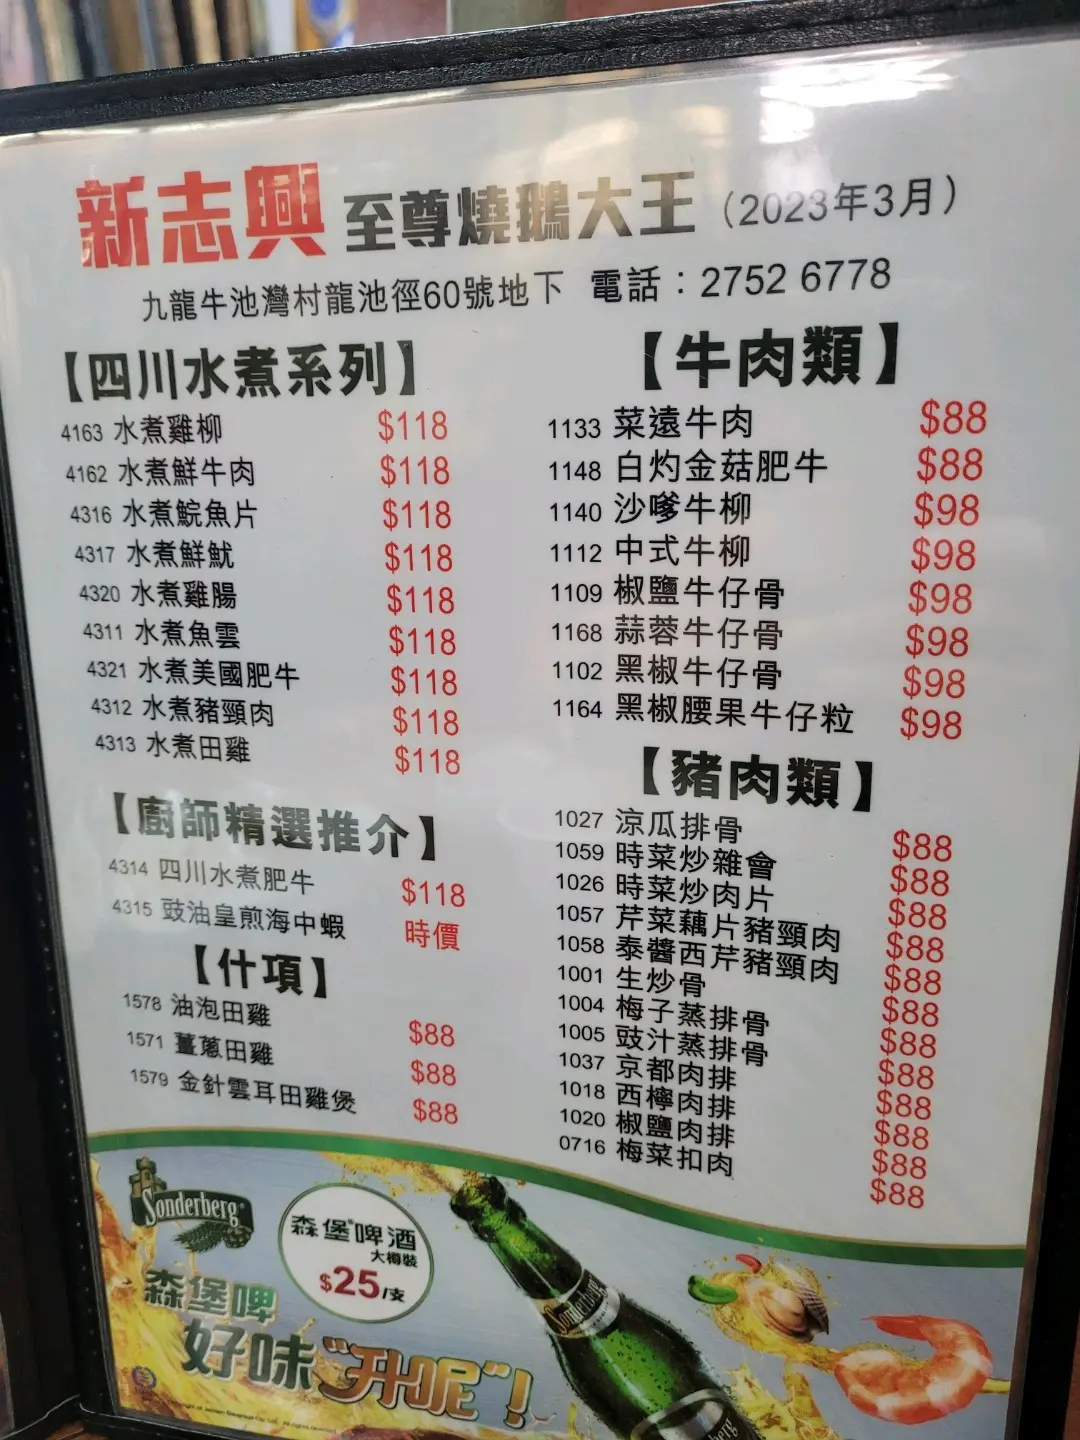 新志興 至尊燒鵝大王（2023年3月）
九龍牛池灣村龍池徑60號地下 電話：2752 6778
【四川水煮系列】
4163 水煮雞柳 $118
4162 水煮鮮牛肉 $118
4316 水煮鯇魚片 $118
4317 水煮鮮魷 $118
4320 水煮雞腸 $118
4311 水煮魚雲 $118
4321 水煮美國肥牛 $118
4312 水煮豬頸肉 $118
4313 水煮田雞 $118
【廚師精選推介】
4314 四川水煮肥牛 $118
4315 豉油皇煎海中蝦 時價
【什項】
1578 油泡田雞 $88
1571 薑蔥田雞 $88
1579 金針雲耳田雞煲 $88
【牛肉類】
1133 菜遠牛肉 $88
1148 白灼金菇肥牛 $88
1140 沙嗲牛柳 $98
1112 中式牛柳 $98
1109 椒鹽牛仔骨 $98
1168 蒜蓉牛仔骨 $98
1102 黑椒牛仔骨 $98
1164 黑椒腰果牛仔粒 $98
【豬肉類】
1027 涼瓜排骨 $88
1059 時菜炒雜會 $88
1026 時菜炒肉片 $88
1057 芹菜藕片豬頸肉 $88
1058 泰醬西芹豬頸肉 $88
1001 生炒骨 $88
1004 梅子蒸排骨 $88
1005 豉汁蒸排骨 $88
1037 京都肉排 $88
1018 西檸肉排 $88
1020 椒鹽肉排 $88
0716 梅菜扣肉 $88
Sonderberg®
森堡®啤酒
大樽裝
$25/支
森堡啤
好味“升呢”！
Sonderberg
berg